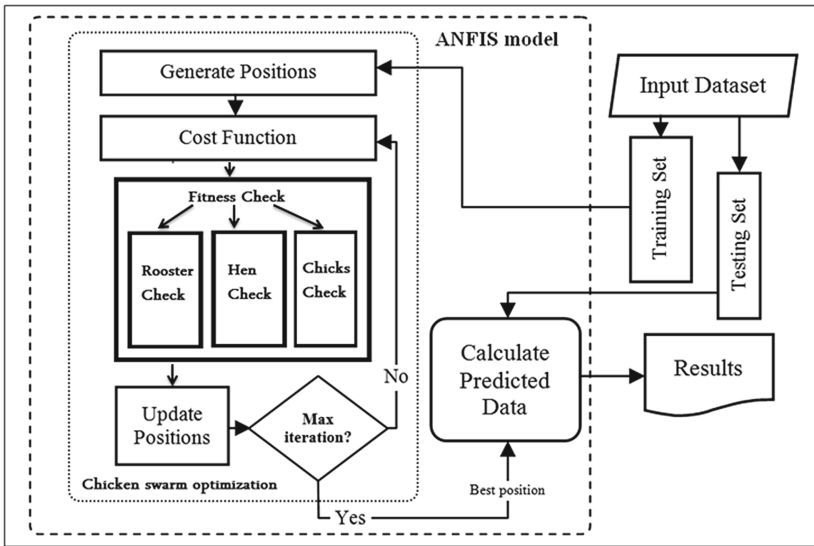 ANFIS model
Generate Positions
Cost Function
Fitness Check
Rooster
Check
Hen
Check
Chicks
Check
Update
Positions
Max
iteration?
No
Yes
Chicken swarm optimization
Best position
Calculate
Predicted
Data
Input Dataset
Training Set
Testing Set
Results